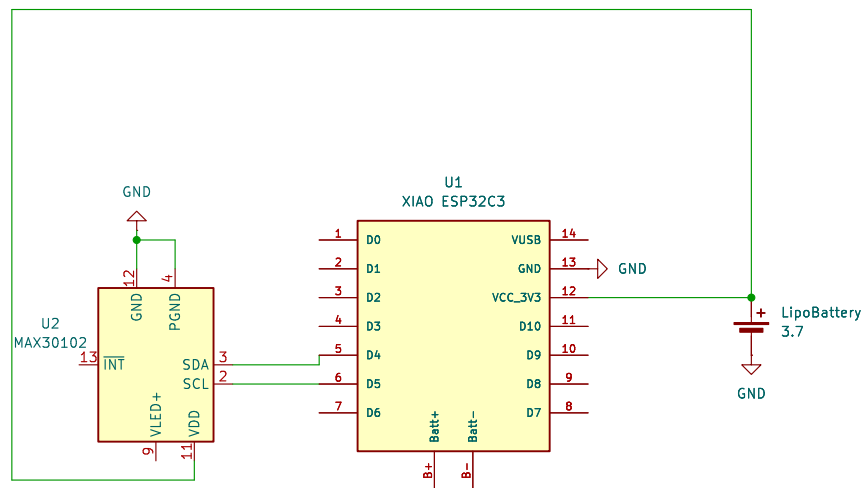 GND
U1
XIAO ESP32C3
1 D0 VUSB 14
2 D1 GND 13 GND
3 D2 VCC_3V3 12
4 D3 D10 11
5 D4 D9 10
6 D5 D8 9
7 D6 D7 8
Batt+ Batt-
B+ B-
12 4
GND PGND
U2
MAX30102
13 INT
SDA 3
SCL 2
VLED+ VDD
9 11
+ LipoBattery
3.7
GND